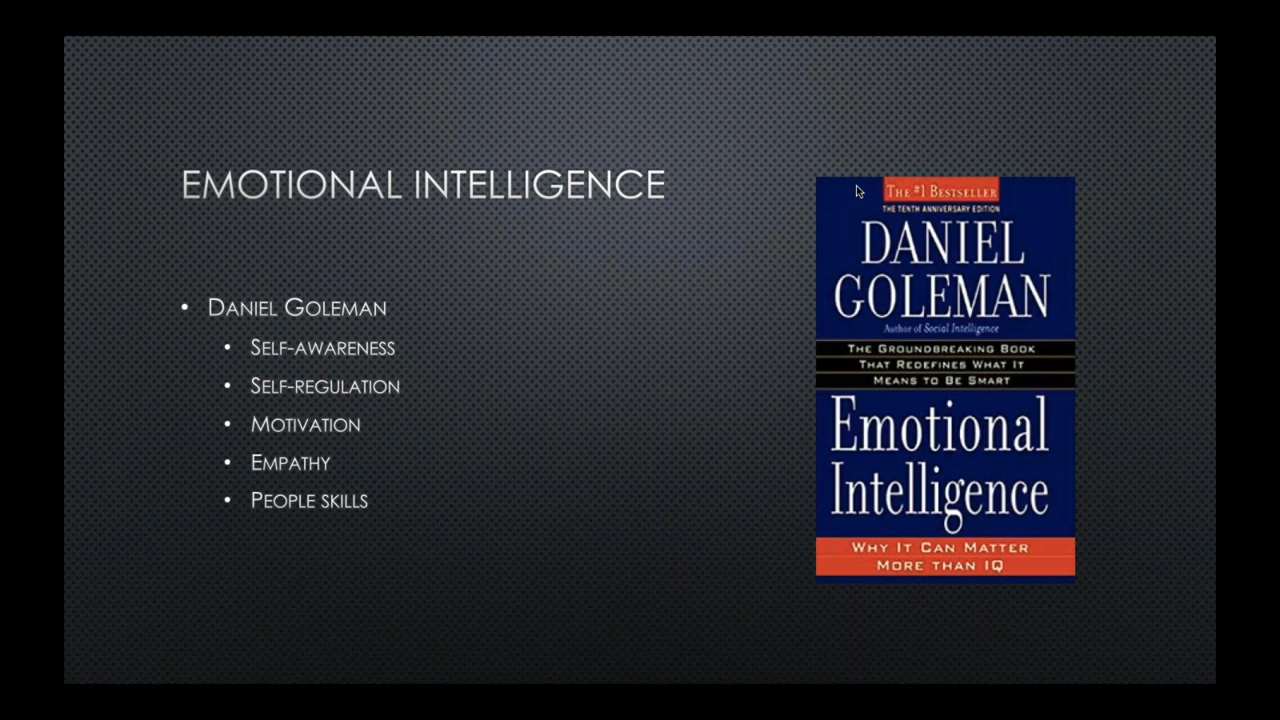 EMOTIONAL INTELLIGENCE
• DANIEL GOLEMAN
• SELF-AWARENESS
• SELF-REGULATION
• MOTIVATION
• EMPATHY
• PEOPLE SKILLS
THE #1 BESTSELLER
THE TENTH ANNIVERSARY EDITION
DANIEL
GOLEMAN
Author of Social Intelligence
THE GROUNDBREAKING BOOK
THAT REDEFINES WHAT IT
MEANS TO BE SMART
Emotional
Intelligence
WHY IT CAN MATTER
MORE THAN IQ